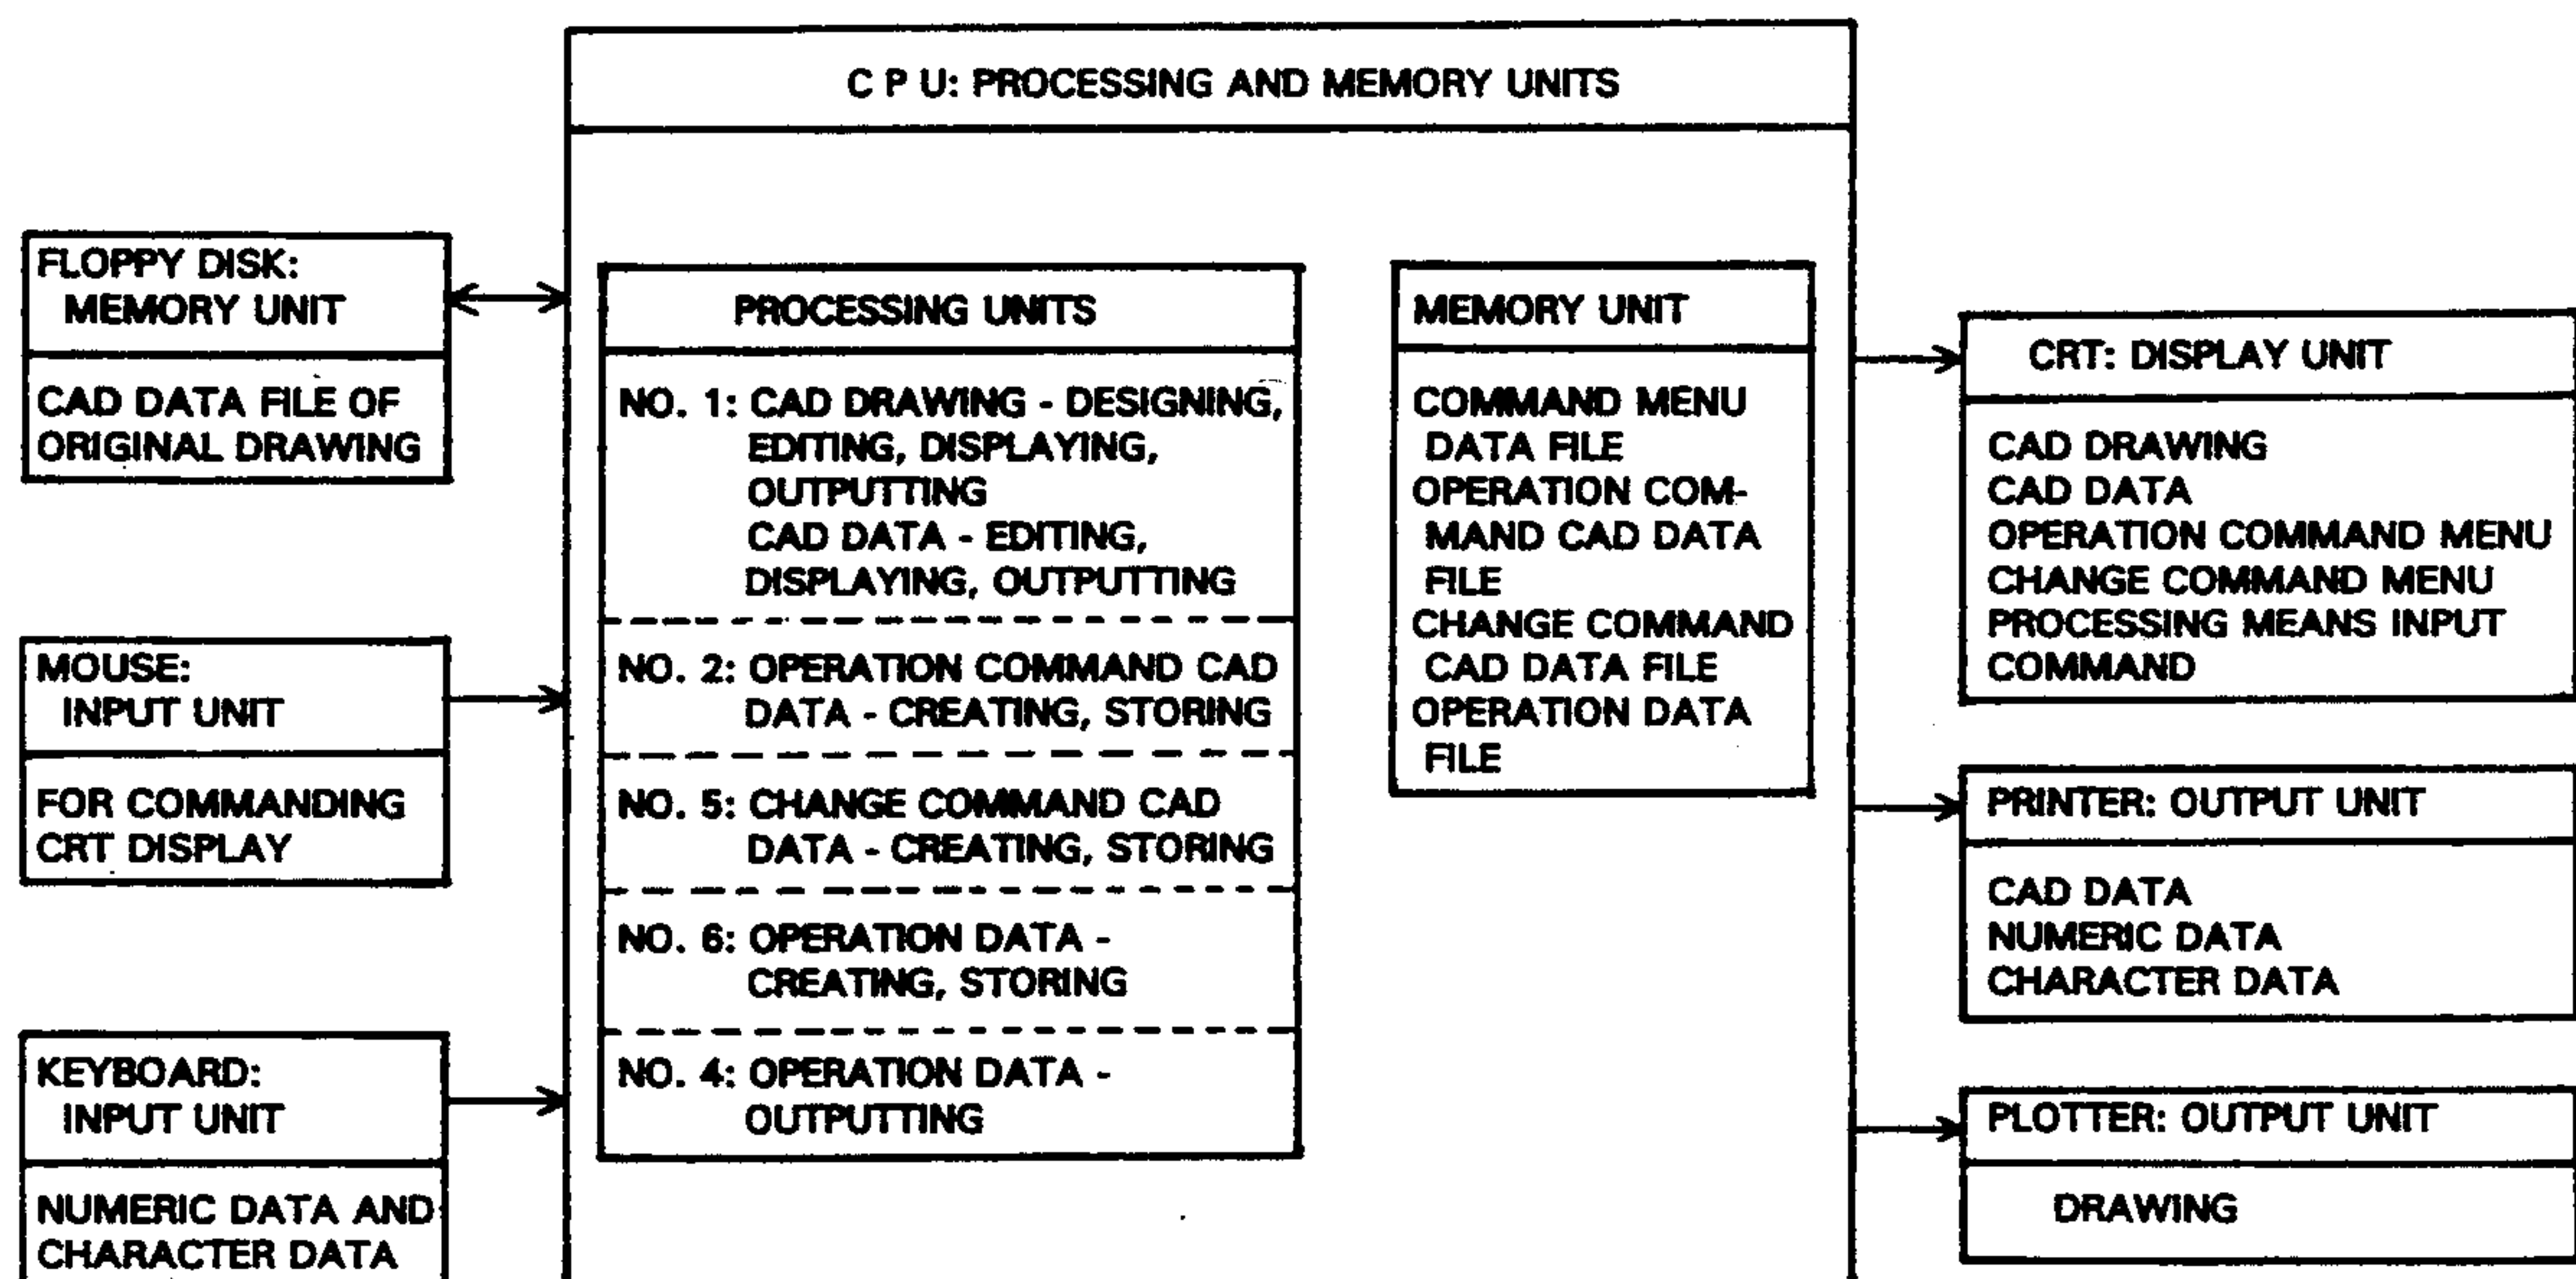 C P U: PROCESSING AND MEMORY UNITS
FLOPPY DISK:
MEMORY UNIT
CAD DATA FILE OF
ORIGINAL DRAWING
MOUSE:
INPUT UNIT
FOR COMMANDING
CRT DISPLAY
KEYBOARD:
INPUT UNIT
NUMERIC DATA AND
CHARACTER DATA
PROCESSING UNITS
NO. 1: CAD DRAWING - DESIGNING,
EDITING, DISPLAYING,
OUTPUTTING
CAD DATA - EDITING,
DISPLAYING, OUTPUTTING
NO. 2: OPERATION COMMAND CAD
DATA - CREATING, STORING
NO. 5: CHANGE COMMAND CAD
DATA - CREATING, STORING
NO. 6: OPERATION DATA -
CREATING, STORING
NO. 4: OPERATION DATA -
OUTPUTTING
MEMORY UNIT
COMMAND MENU
DATA FILE
OPERATION COM-
MAND CAD DATA
FILE
CHANGE COMMAND
CAD DATA FILE
OPERATION DATA
FILE
CRT: DISPLAY UNIT
CAD DRAWING
CAD DATA
OPERATION COMMAND MENU
CHANGE COMMAND MENU
PROCESSING MEANS INPUT
COMMAND
PRINTER: OUTPUT UNIT
CAD DATA
NUMERIC DATA
CHARACTER DATA
PLOTTER: OUTPUT UNIT
DRAWING